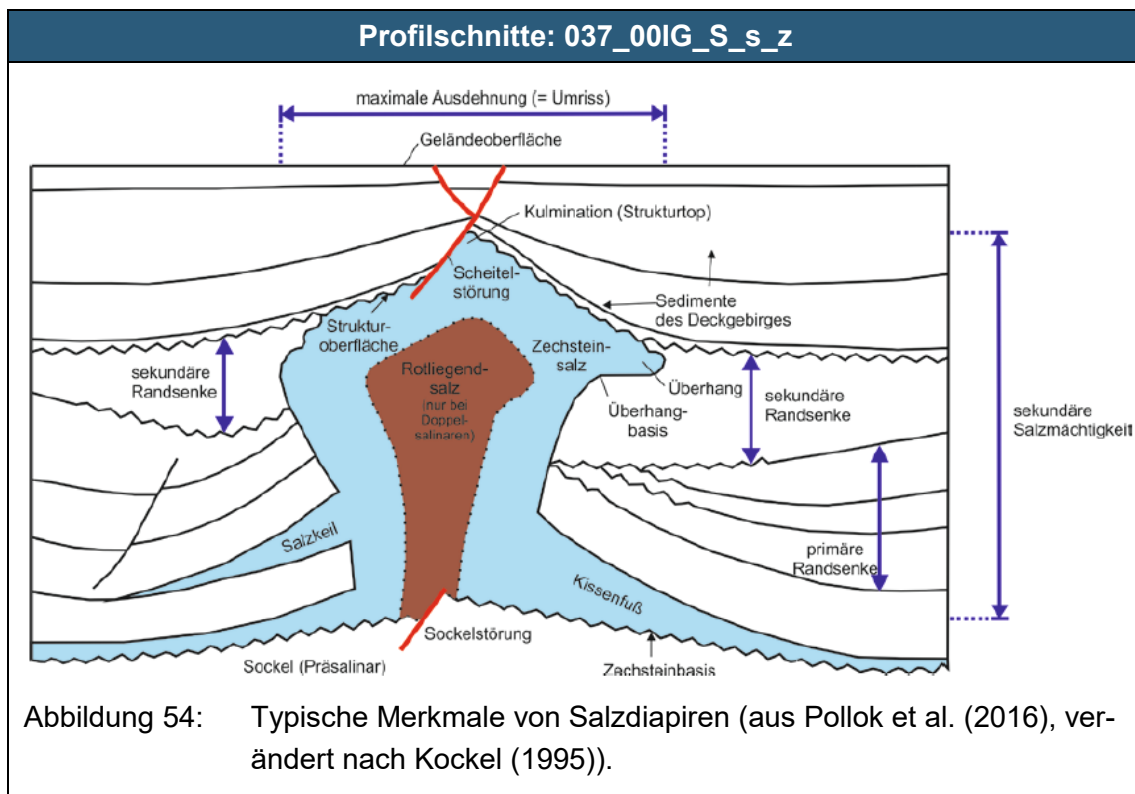 Profilschnitte: 037_00IG_S_s_z
maximale Ausdehnung (= Umriss)
Geländeoberfläche
Kulmination (Strukturtop)
Scheitel-
störung
Sedimente
des Deckgebirges
Struktur-
oberfläche
Zechstein-
salz
sekundäre
Randsenke
Rotliegend-
salz
(nur bei
Doppel-
salinaren)
Überhang
Überhang-
basis
sekundäre
Randsenke
sekundäre
Salzmächtigkeit
Salzkeil
primäre
Randsenke
Kissenfuß
Sockelstörung
Sockel (Präsalinar)
Zechsteinbasis
Abbildung 54: Typische Merkmale von Salzdiapiren (aus Pollok et al. (2016), ver-
ändert nach Kockel (1995)).